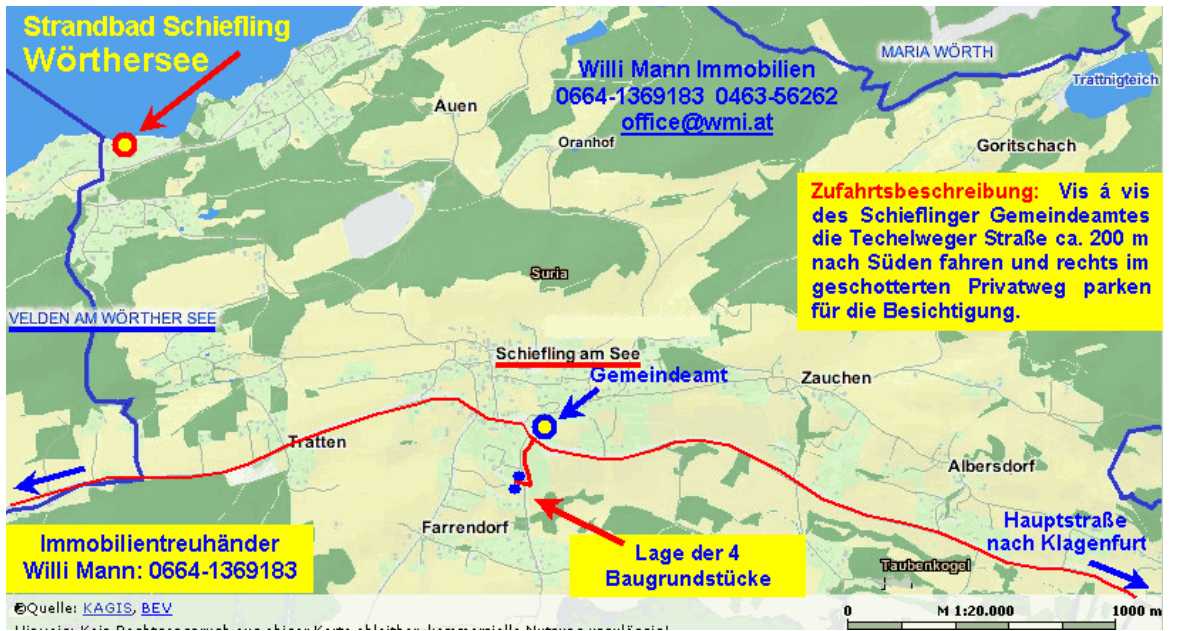 Strandbad Schiefling
Wörthersee
Willi Mann Immobilien
0664-1369183 0463-56262
office@wmi.at
MARIA WÖRTH
Trattnigteich
Auen
Oranhof
Goritschach
Zufahrtsbeschreibung: Vis á vis
des Schieflinger Gemeindeamtes
die Techelweger Straße ca. 200 m
nach Süden fahren und rechts im
geschotterten Privatweg parken
für die Besichtigung.
Suria
VELDEN AM WÖRTHER SEE
Schiefling am See
Gemeindeamt
Zauchen
Tratten
Albersdorf
Farrendorf
Hauptstraße
nach Klagenfurt
Immobilientreuhänder
Willi Mann: 0664-1369183
Lage der 4
Baugrundstücke
Taubenkogel
©Quelle: KAGIS, BEV
0 M 1:20.000 1000 m